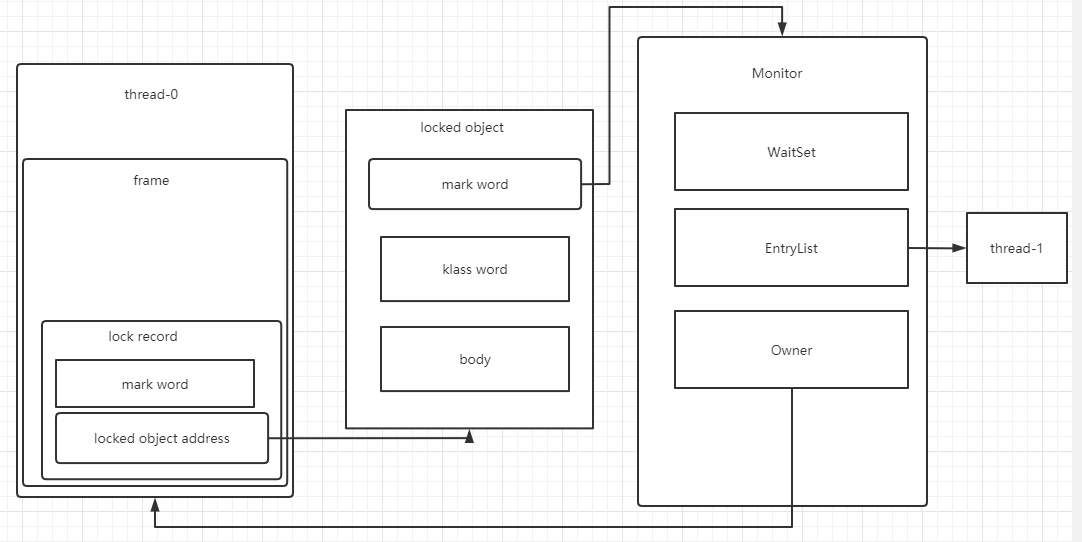 thread-0
frame
lock record
mark word
locked object address
locked object
mark word
klass word
body
Monitor
WaitSet
EntryList
Owner
thread-1